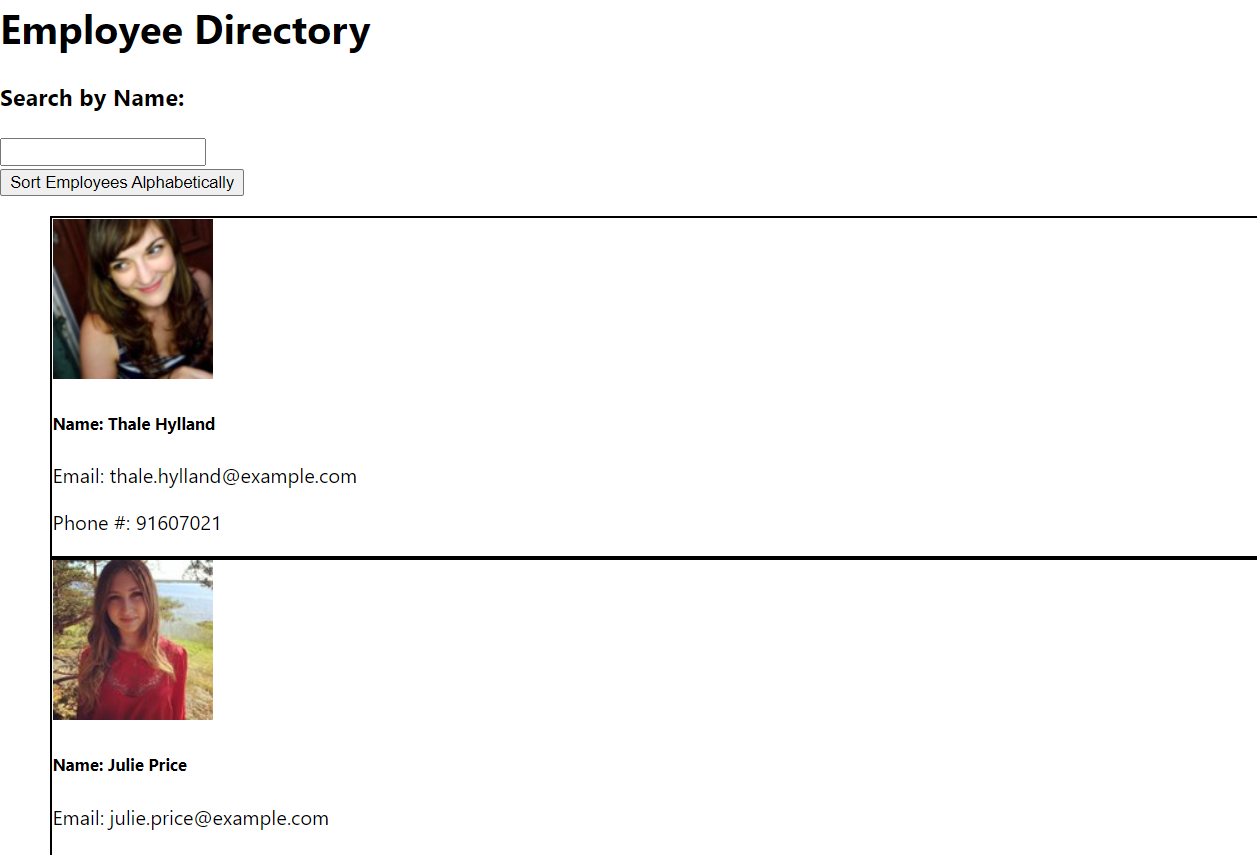 Employee Directory
Search by Name:
Sort Employees Alphabetically
Name: Thale Hylland
Email: thale.hylland@example.com
Phone #: 91607021
Name: Julie Price
Email: julie.price@example.com